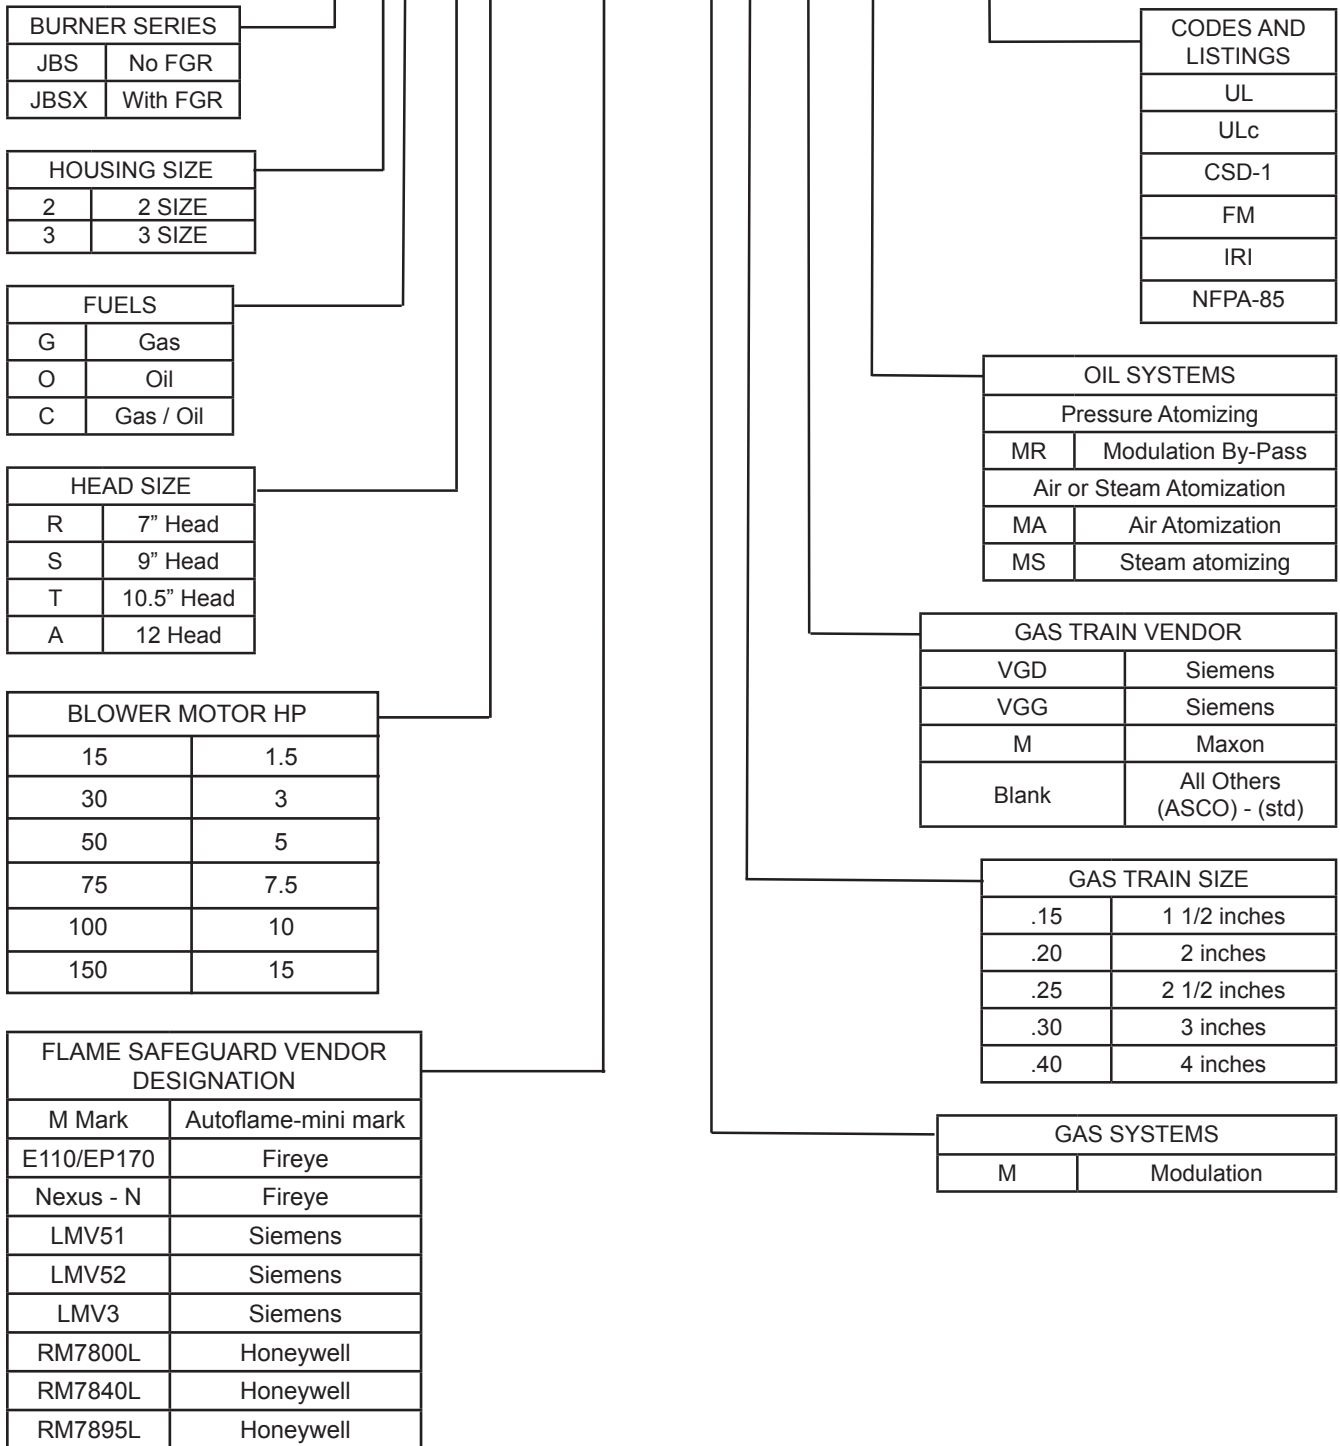 BURNER SERIES
JBS No FGR
JBSX With FGR
HOUSING SIZE
2 2 SIZE
3 3 SIZE
FUELS
G Gas
O Oil
C Gas / Oil
HEAD SIZE
R 7” Head
S 9” Head
T 10.5” Head
A 12 Head
BLOWER MOTOR HP
15 1.5
30 3
50 5
75 7.5
100 10
150 15
FLAME SAFEGUARD VENDOR
DESIGNATION
M Mark Autoflame-mini mark
E110/EP170 Fireye
Nexus - N Fireye
LMV51 Siemens
LMV52 Siemens
LMV3 Siemens
RM7800L Honeywell
RM7840L Honeywell
RM7895L Honeywell
CODES AND
LISTINGS
UL
ULc
CSD-1
FM
IRI
NFPA-85
OIL SYSTEMS
Pressure Atomizing
MR Modulation By-Pass
Air or Steam Atomization
MA Air Atomization
MS Steam atomizing
GAS TRAIN VENDOR
VGD Siemens
VGG Siemens
M Maxon
Blank All Others
(ASCO) - (std)
GAS TRAIN SIZE
.15 1 1/2 inches
.20 2 inches
.25 2 1/2 inches
.30 3 inches
.40 4 inches
GAS SYSTEMS
M Modulation